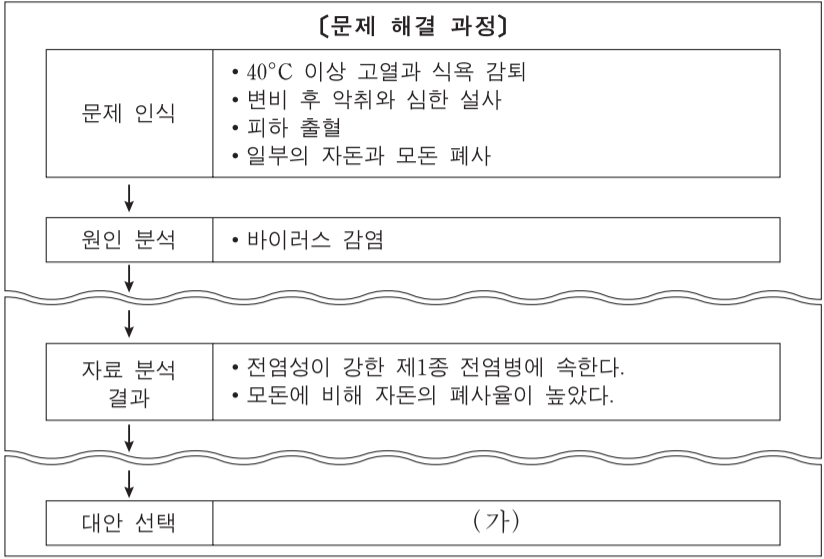 〔문제 해결 과정〕
문제 인식
• 40°C 이상 고열과 식욕 감퇴
• 변비 후 악취와 심한 설사
• 피하 출혈
• 일부의 자돈과 모돈 폐사
원인 분석
• 바이러스 감염
자료 분석
결과
• 전염성이 강한 제1종 전염병에 속한다.
• 모돈에 비해 자돈의 폐사율이 높았다.
대안 선택
(가)